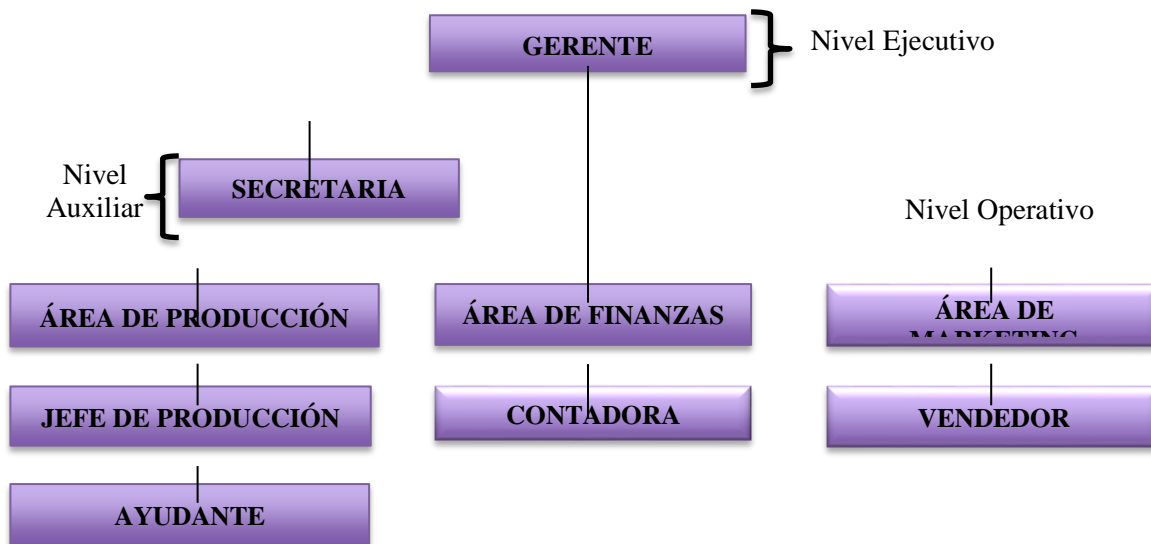 GERENTE
Nivel Ejecutivo
Nivel
Auxiliar
SECRETARIA
Nivel Operativo
ÁREA DE PRODUCCIÓN
ÁREA DE FINANZAS
ÁREA DE
MARKETING
JEFE DE PRODUCCIÓN
CONTADORA
VENDEDOR
AYUDANTE